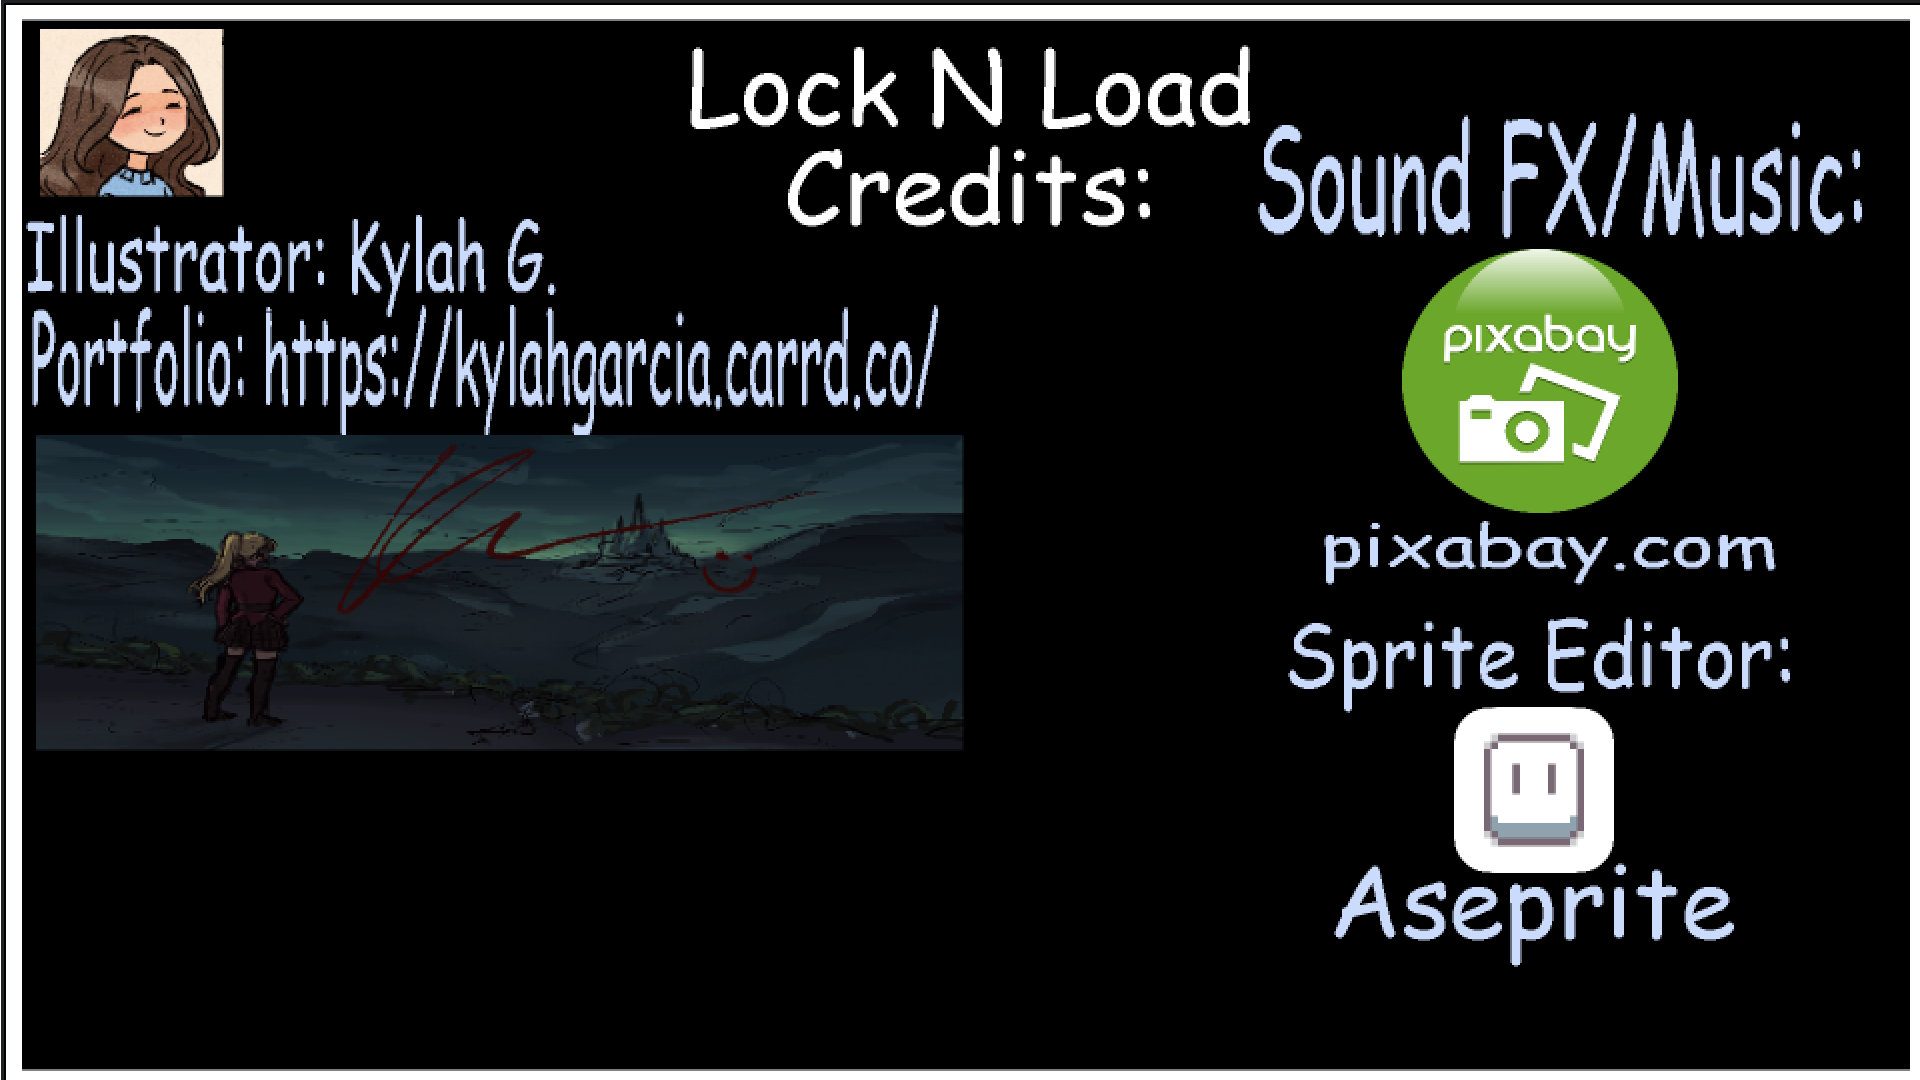 Lock N Load
Credits:
Illustrator: Kylah G.
Portfolio: https://kylahgarcia.carrd.co/
Sound FX/Music:
pixabay
pixabay.com
Sprite Editor:
Aseprite